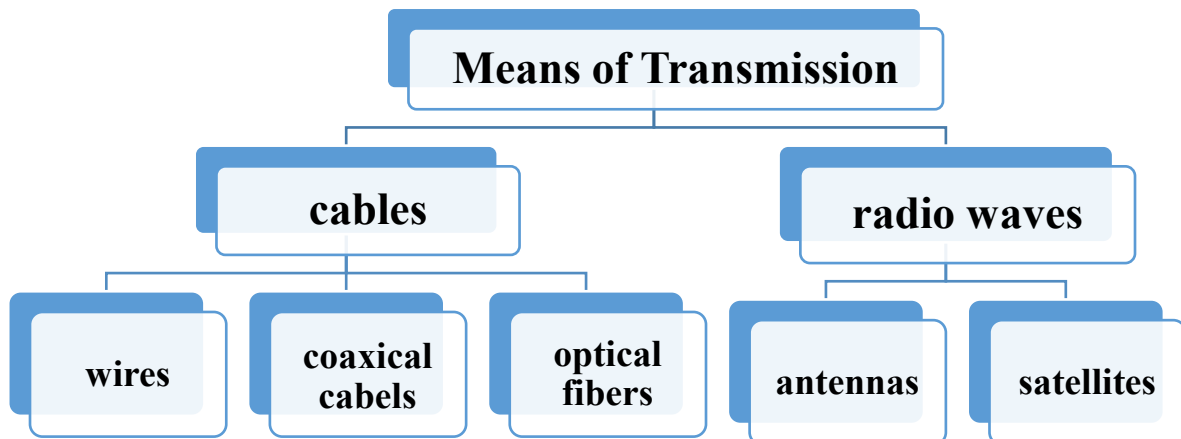 Means of Transmission
cables
radio waves
wires
coaxical
cabels
optical
fibers
antennas
satellites